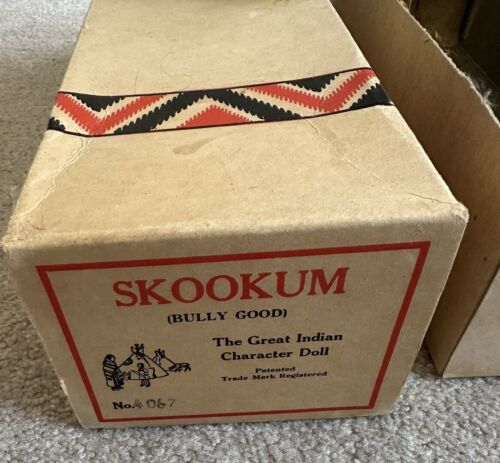 SKOOKUM
(BULLY GOOD)
The Great Indian
Character Doll
Patented
Trade Mark Registered
No. 4067